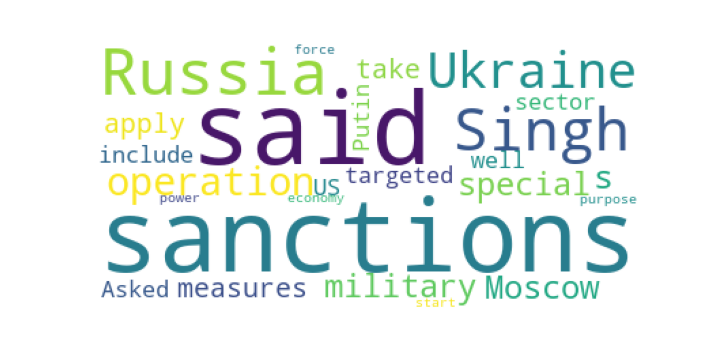 force
Russia take Ukraine
said Putin sector
apply Singh
include well
operation US targeted special s
power economy purpose
sanctions
Asked measures military Moscow
start